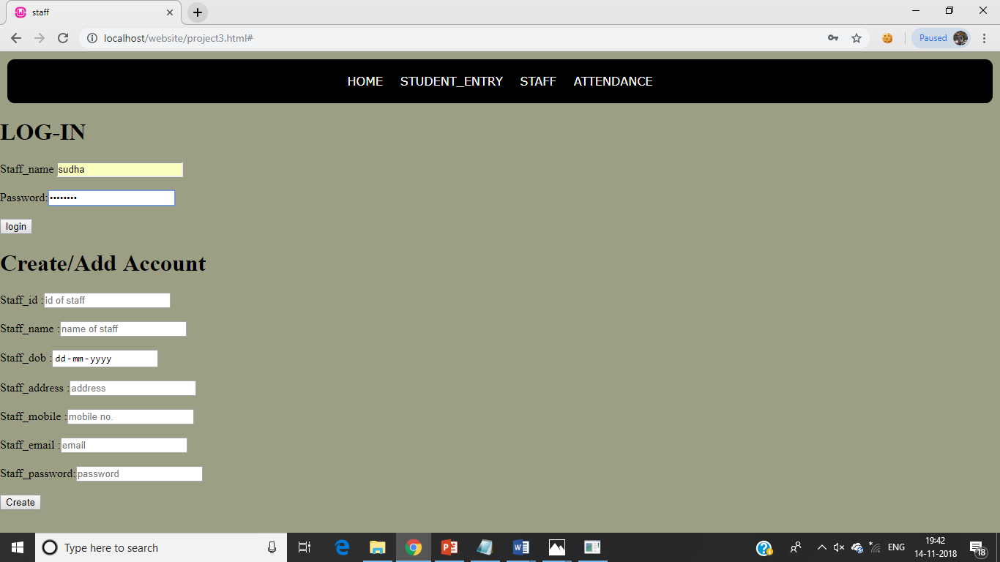 staff
localhost/website/project3.html#
Paused
HOME STUDENT_ENTRY STAFF ATTENDANCE
LOG-IN
Staff_name sudha
Password: ••••••••
login
Create/Add Account
Staff_id : id of staff
Staff_name : name of staff
Staff_dob : dd-mm-yyyy
Staff_address : address
Staff_mobile : mobile no.
Staff_email : email
Staff_password: password
Create
Type here to search
ENG
19:42
14-11-2018
18